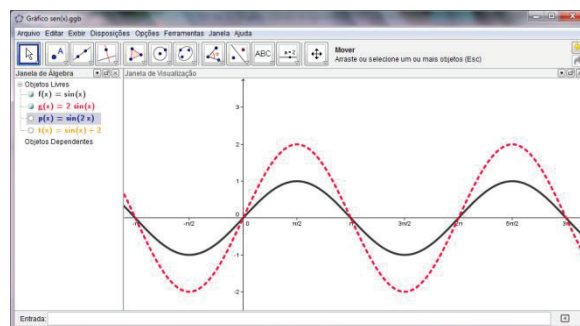 Gráfico sen(x).ggb
Arquivo Editar Exibir Disposições Opções Ferramentas Janela Ajuda
ABC
a=2
Mover
Arraste ou selecione um ou mais objetos (Esc)
Janela de Álgebra
Janela de Visualização
Objetos Livres
f(x) = sin(x)
g(x) = 2 sin(x)
p(x) = sin(2 x)
t(x) = sin(x) + 2
Objetos Dependentes
3
2
1
0
-π -π/2 0 π/2 π 3π/2 2π
-1
-2
Entrada: